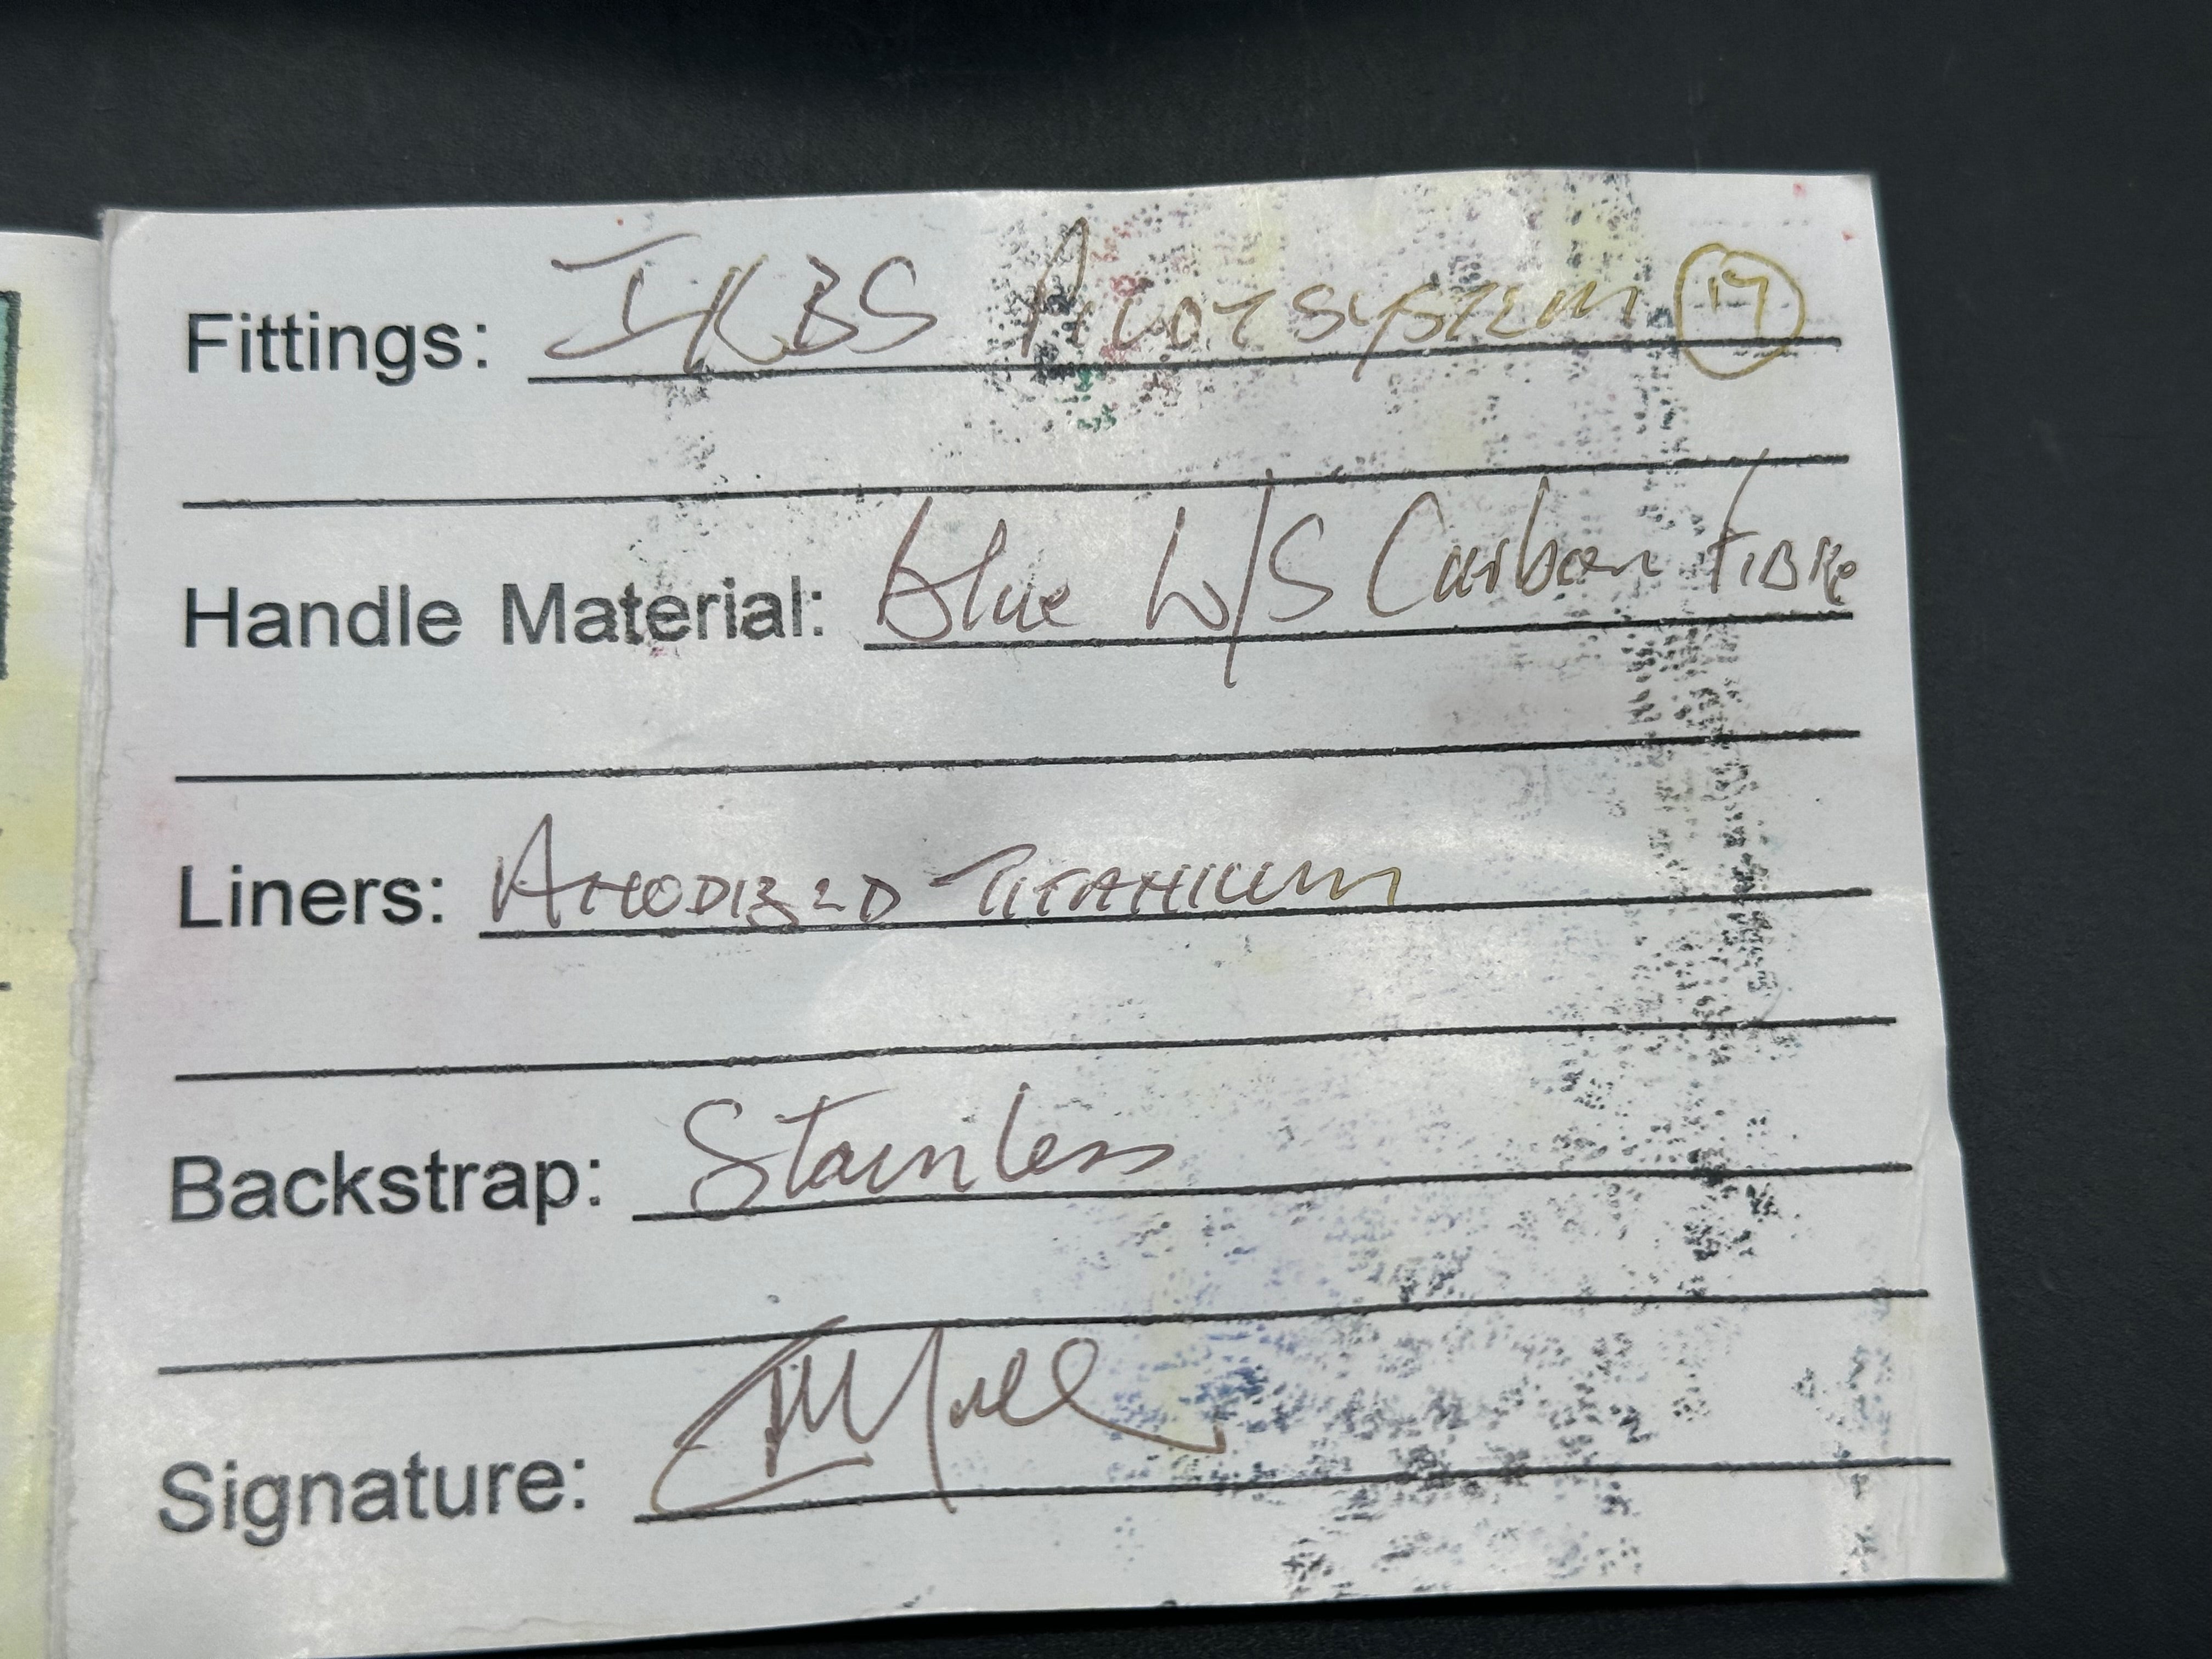 Fittings: IKBS Pivot System 17
Handle Material: blue W/S Carbon FIBRe
Liners: ANODIZED TITANIUM
Backstrap: Stainless
Signature: